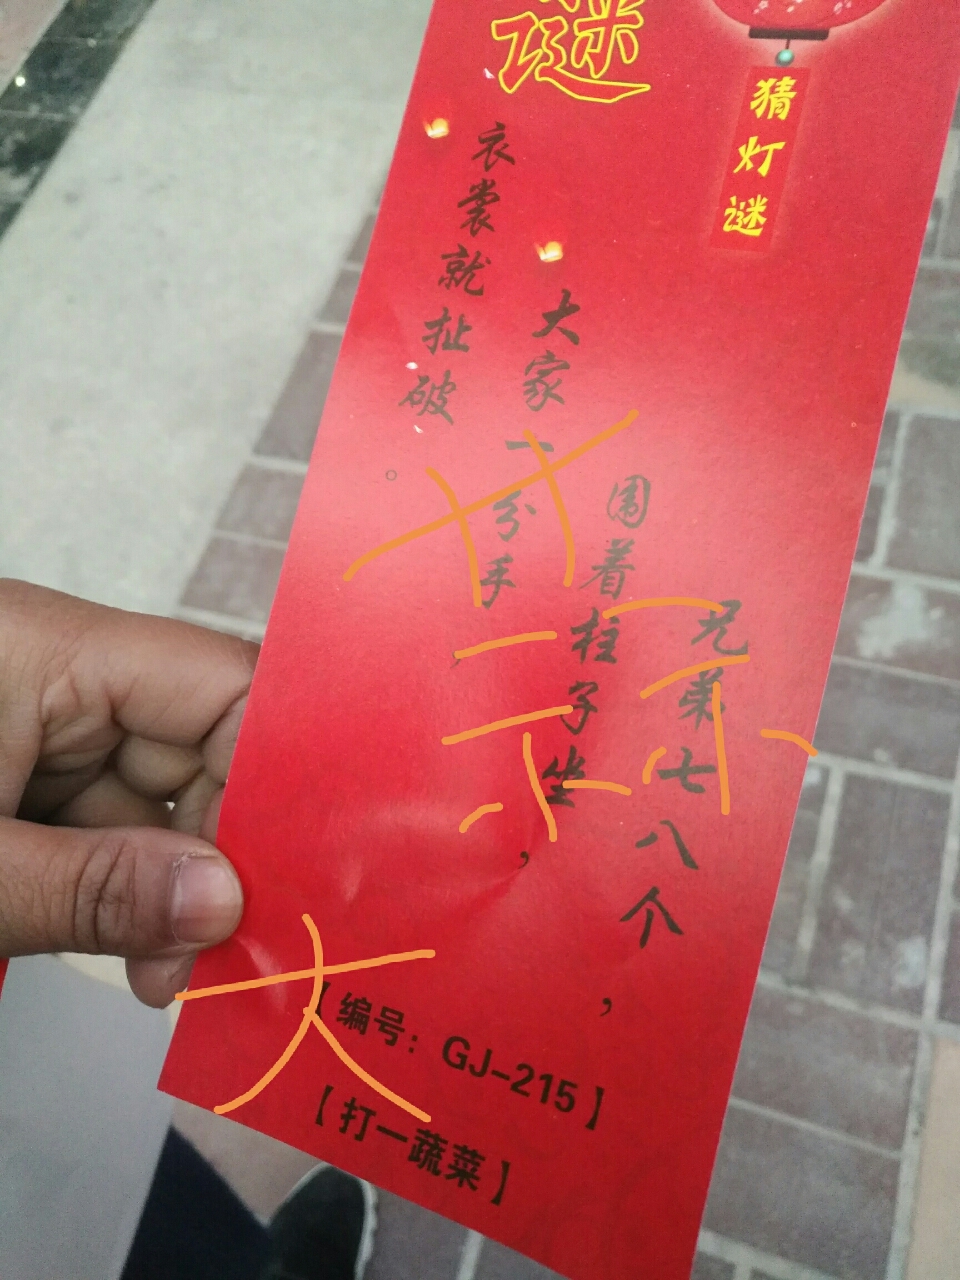 谜
猜灯谜
兄弟七八个，
围着柱子坐，
大家一分手，
衣裳就扯破。
【编号：GJ-215】
【打一蔬菜】
蒜
大